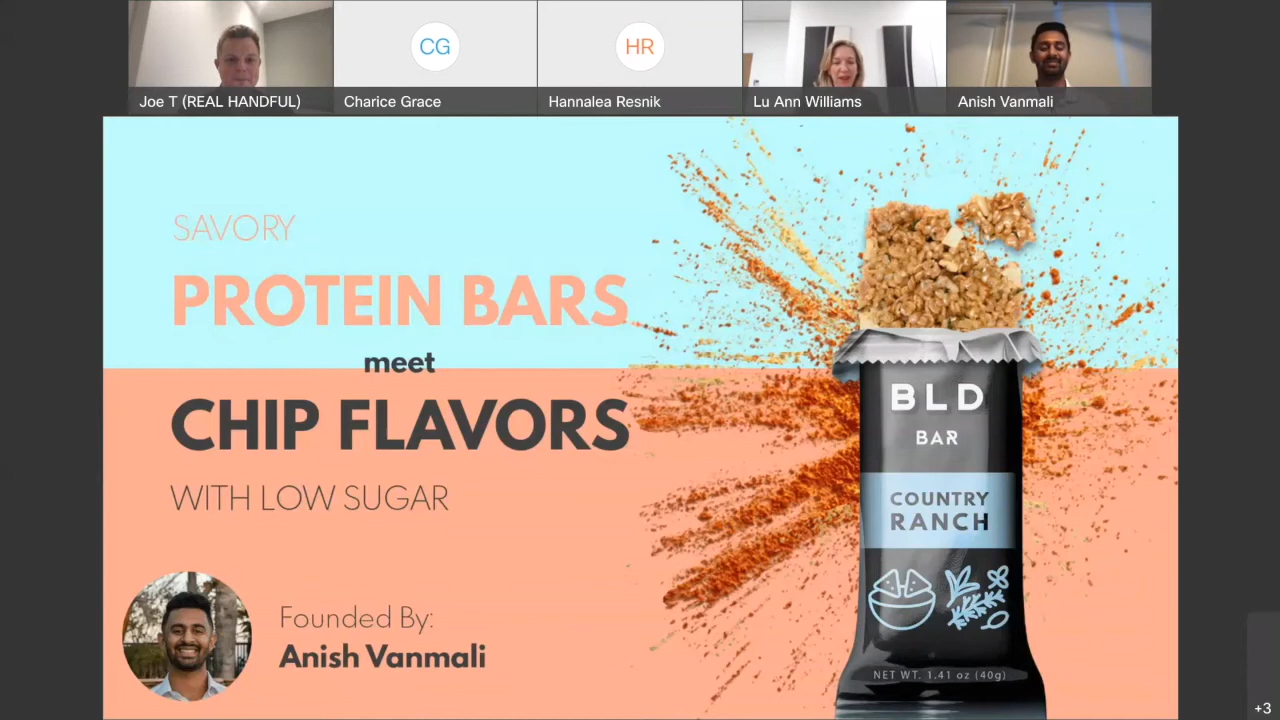 CG
HR
Joe T (REAL HANDFUL)
Charice Grace
Hannalea Resnik
Lu Ann Williams
Anish Vanmali
SAVORY
PROTEIN BARS
meet
CHIP FLAVORS
WITH LOW SUGAR
Founded By:
Anish Vanmali
BLD
BAR
COUNTRY
RANCH
NET WT. 1.41 oz (40g)
+3